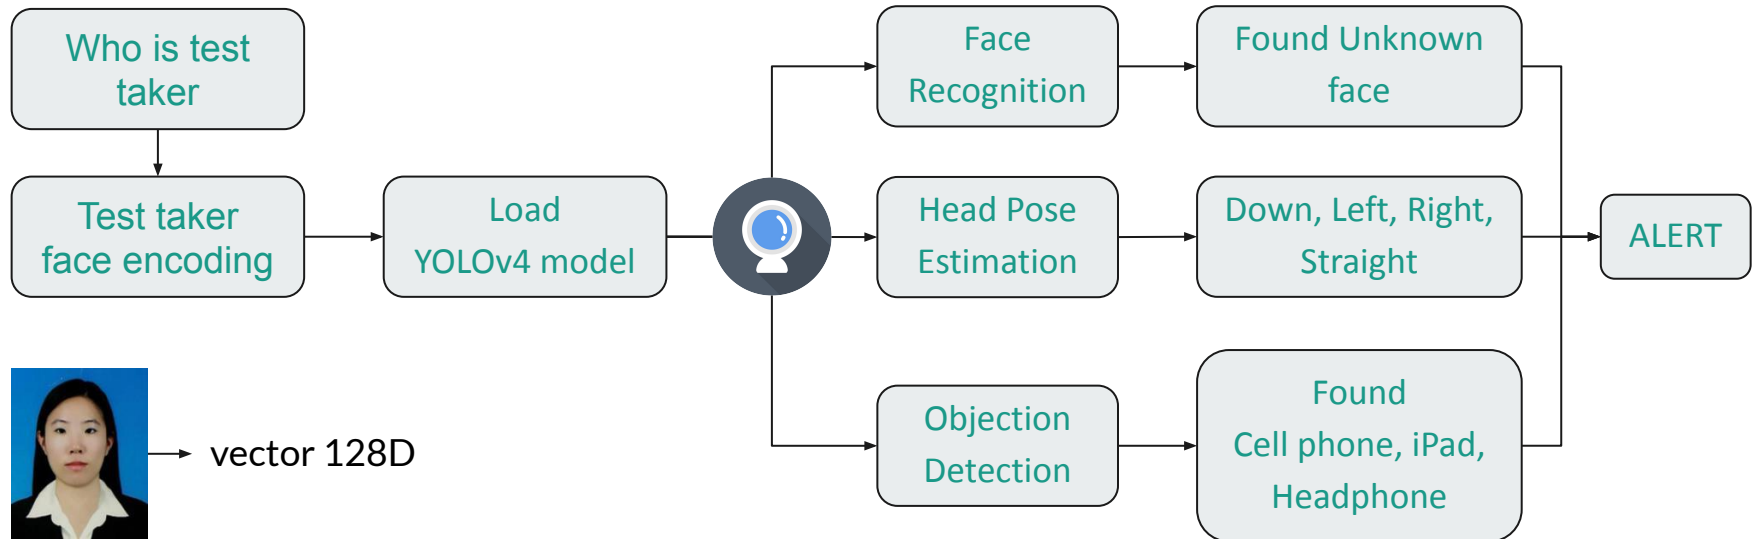 Who is test
taker
Test taker
face encoding
Load
YOLOv4 model
Face
Recognition
Found Unknown
face
Head Pose
Estimation
Down, Left, Right,
Straight
Objection
Detection
Found
Cell phone, iPad,
Headphone
ALERT
vector 128D